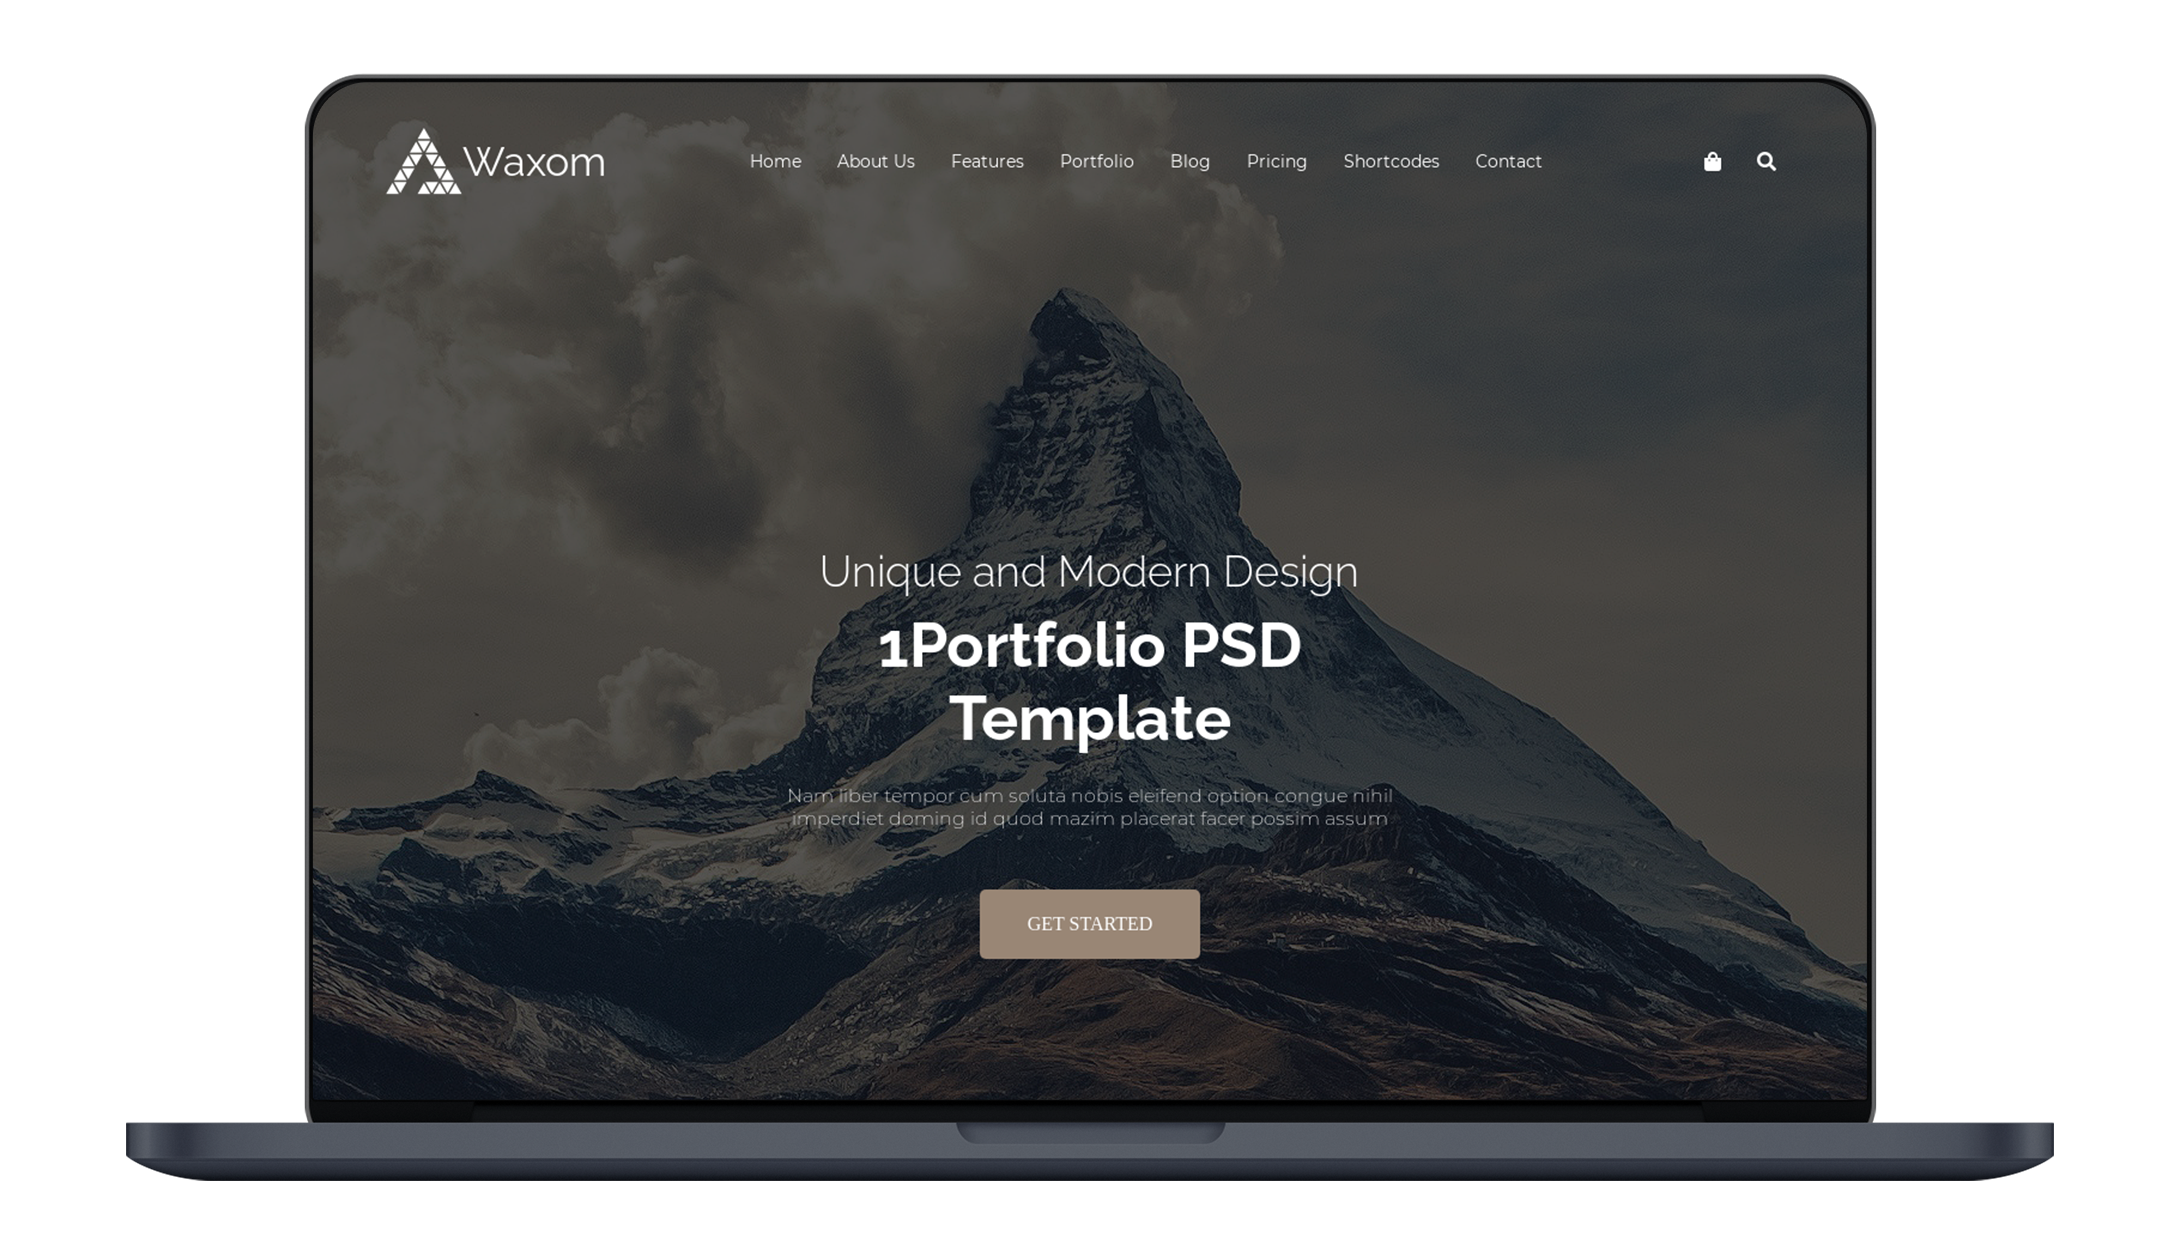 Waxom
Home About Us Features Portfolio Blog Pricing Shortcodes Contact
Unique and Modern Design
1Portfolio PSD
Template
Nam liber tempor cum soluta nobis eleifend option congue nihil
imperdiet doming id quod mazim placerat facer possim assum
GET STARTED